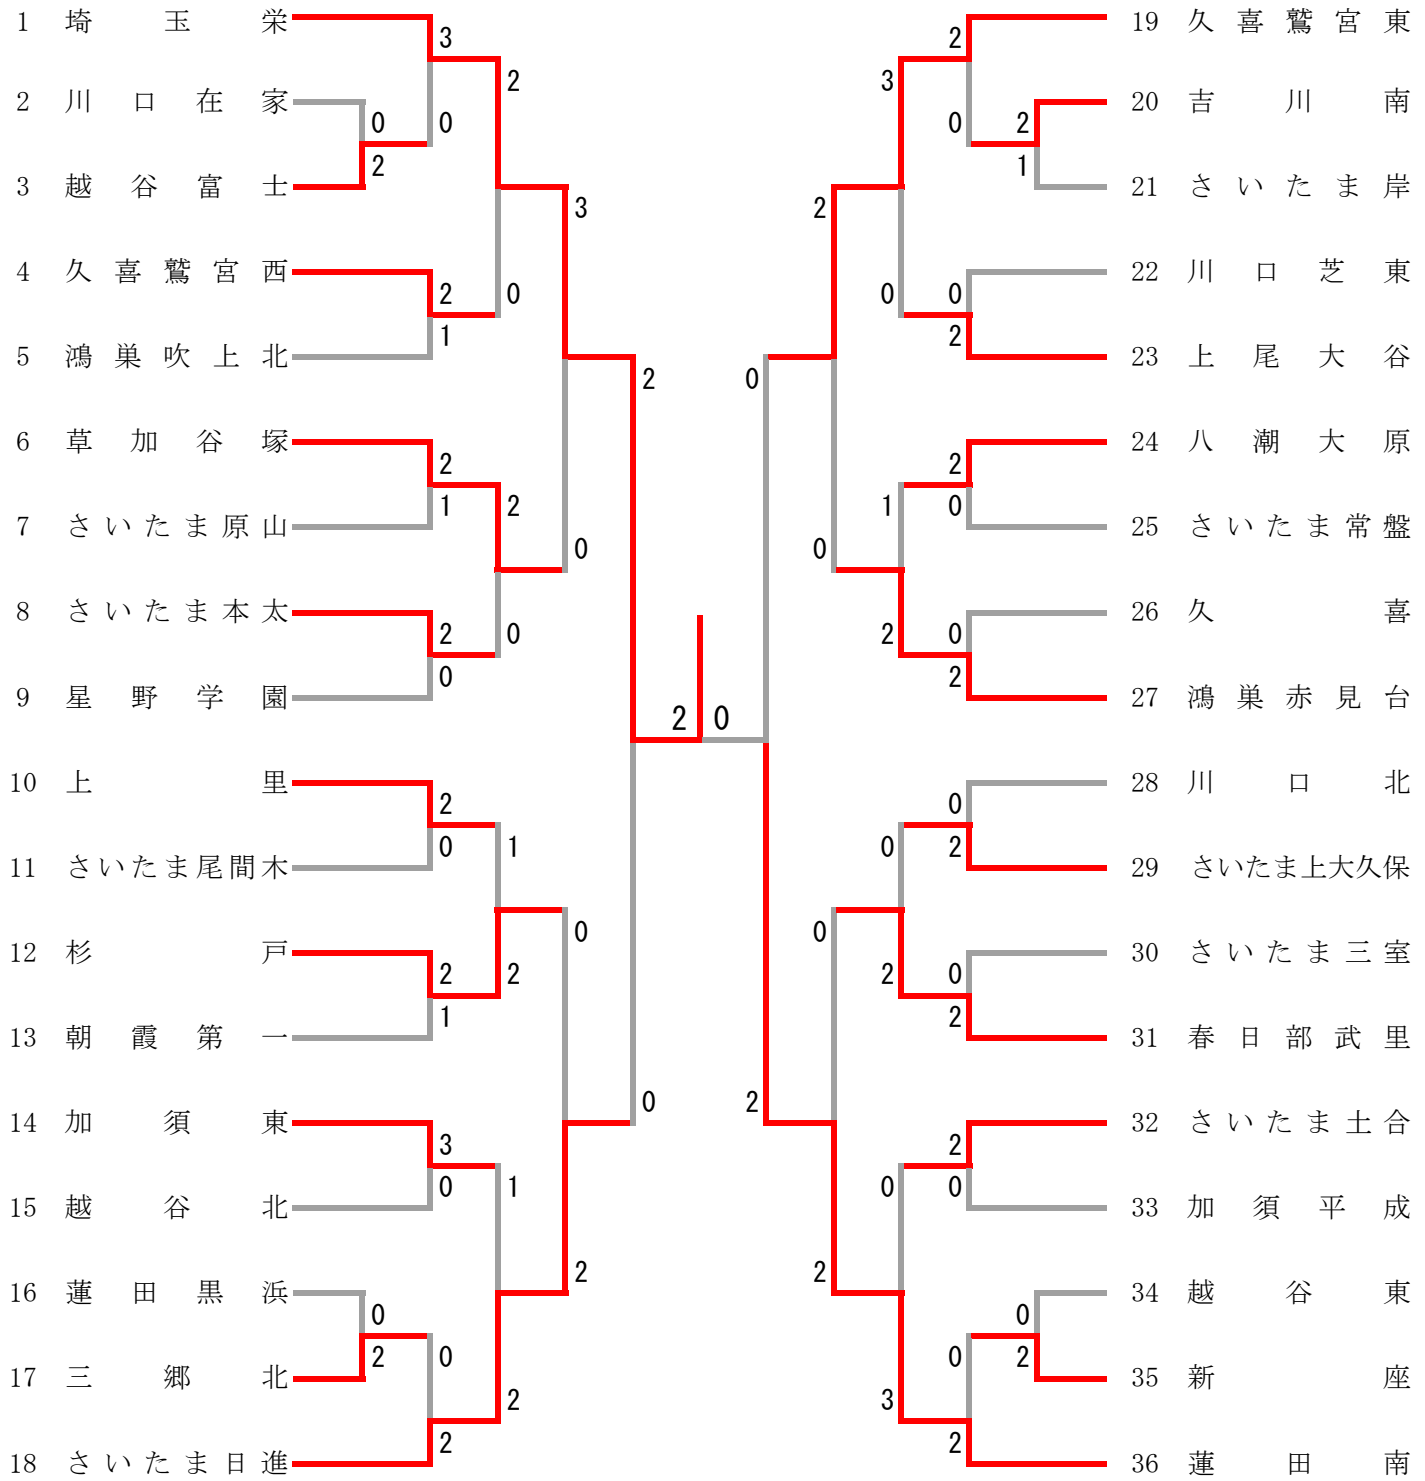 1 埼玉栄
2 川口在家
3 越谷富士
4 久喜鷲宮西
5 鴻巣吹上北
6 草加谷塚
7 さいたま原山
8 さいたま本太
9 星野学園
10 上里
11 さいたま尾間木
12 杉戸
13 朝霞第一
14 加須東
15 越谷北
16 蓮田黒浜
17 三郷北
18 さいたま日進
3
0
0
2
2
1
2
1
2
0
2
0
2
1
3
0
0
2
0
2
2
0
2
0
1
2
1
2
3
0
0
2
2
0
2 0
0
2
2
0
0
2
3
0
1
2
0
2
0
3
2
0
2
1
0
2
2
0
0
2
0
2
0
2
2
0
0
2
0
2
19 久喜鷲宮東
20 吉川南
21 さいたま岸
22 川口芝東
23 上尾大谷
24 八潮大原
25 さいたま常盤
26 久喜
27 鴻巣赤見台
28 川口北
29 さいたま上大久保
30 さいたま三室
31 春日部武里
32 さいたま土合
33 加須平成
34 越谷東
35 新座
36 蓮田南